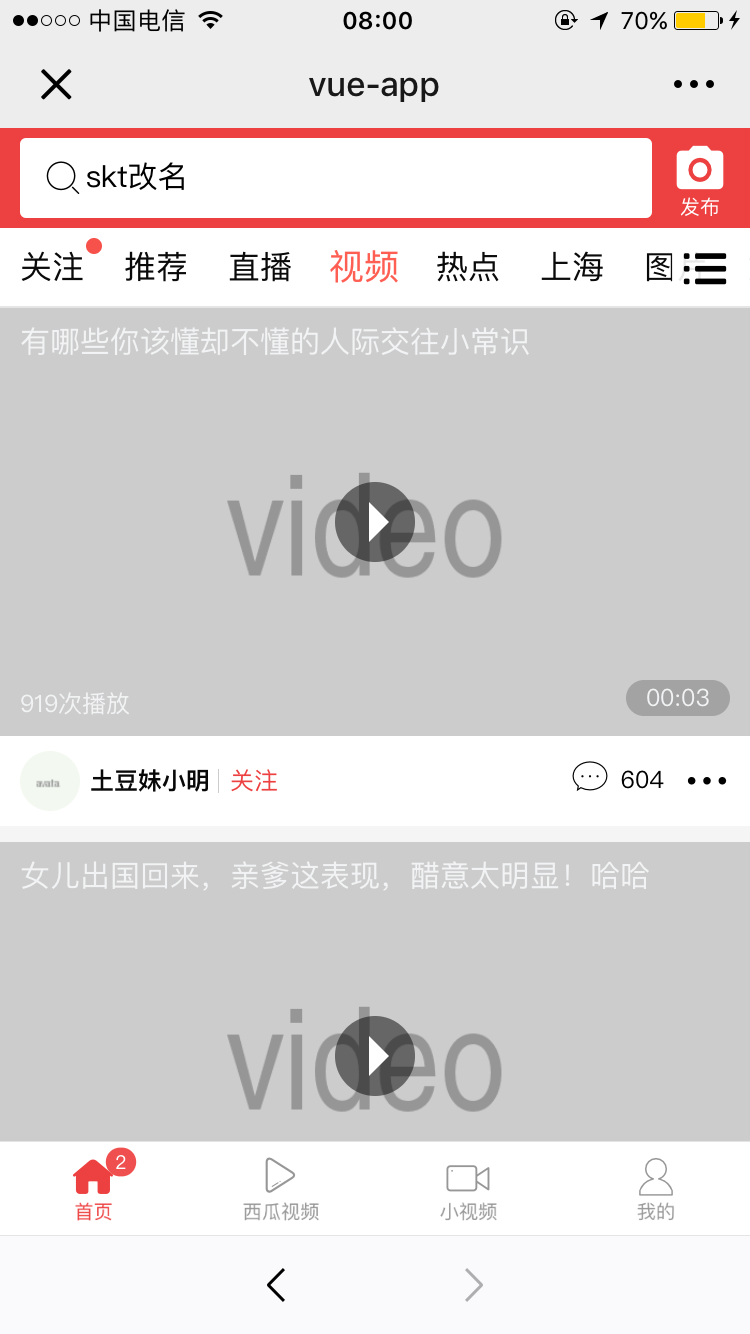 中国电信 08:00 70%
vue-app
skt改名
发布
关注 推荐 直播 视频 热点 上海 图
有哪些你该懂却不懂的人际交往小常识
video
919次播放 00:03
avata 土豆妹小明 关注 604
女儿出国回来，亲爹这表现，醋意太明显！哈哈
video
2
首页 西瓜视频 小视频 我的